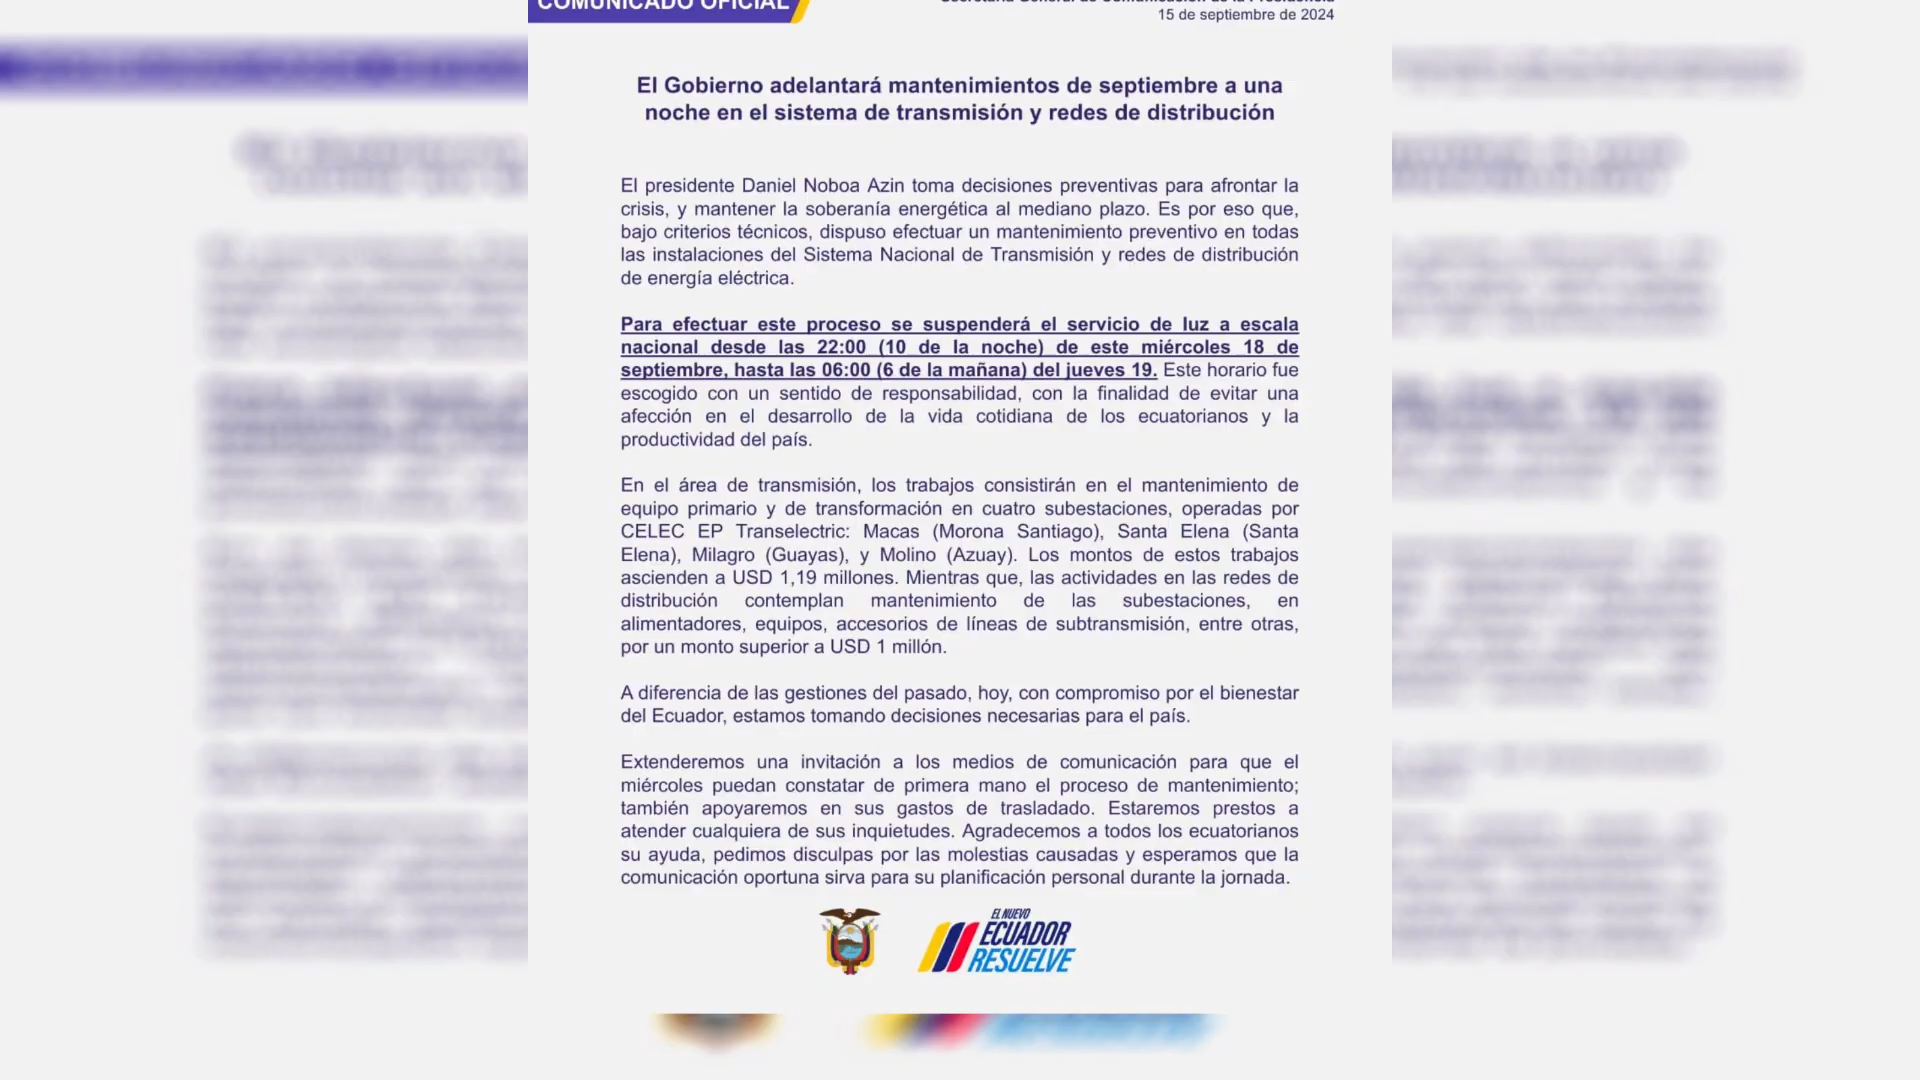 COMUNICADO OFICIAL
Secretaría General de Comunicación de la Presidencia
15 de septiembre de 2024
El Gobierno adelantará mantenimientos de septiembre a una
noche en el sistema de transmisión y redes de distribución
El presidente Daniel Noboa Azin toma decisiones preventivas para afrontar la
crisis, y mantener la soberanía energética al mediano plazo. Es por eso que,
bajo criterios técnicos, dispuso efectuar un mantenimiento preventivo en todas
las instalaciones del Sistema Nacional de Transmisión y redes de distribución
de energía eléctrica.
Para efectuar este proceso se suspenderá el servicio de luz a escala
nacional desde las 22:00 (10 de la noche) de este miércoles 18 de
septiembre, hasta las 06:00 (6 de la mañana) del jueves 19. Este horario fue
escogido con un sentido de responsabilidad, con la finalidad de evitar una
afección en el desarrollo de la vida cotidiana de los ecuatorianos y la
productividad del país.
En el área de transmisión, los trabajos consistirán en el mantenimiento de
equipo primario y de transformación en cuatro subestaciones, operadas por
CELEC EP Transelectric: Macas (Morona Santiago), Santa Elena (Santa
Elena), Milagro (Guayas), y Molino (Azuay). Los montos de estos trabajos
ascienden a USD 1,19 millones. Mientras que, las actividades en las redes de
distribución contemplan mantenimiento de las subestaciones, en
alimentadores, equipos, accesorios de líneas de subtransmisión, entre otras,
por un monto superior a USD 1 millón.
A diferencia de las gestiones del pasado, hoy, con compromiso por el bienestar
del Ecuador, estamos tomando decisiones necesarias para el país.
Extenderemos una invitación a los medios de comunicación para que el
miércoles puedan constatar de primera mano el proceso de mantenimiento;
también apoyaremos en sus gastos de trasladado. Estaremos prestos a
atender cualquiera de sus inquietudes. Agradecemos a todos los ecuatorianos
su ayuda, pedimos disculpas por las molestias causadas y esperamos que la
comunicación oportuna sirva para su planificación personal durante la jornada.
EL NUEVO
ECUADOR
RESUELVE